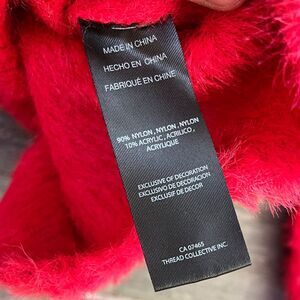 MADE IN CHINA
HECHO EN CHINA
FABRIQUÉ EN CHINE
90% NYLON, NYLON, NYLON
10% ACRYLIC, ACRILICO,
ACRYLIQUE
EXCLUSIVE OF DECORATION
EXCLUSIVO DE DECORACION
EXCLUSIF DE DECOR
CA 07465
THREAD COLLECTIVE INC.